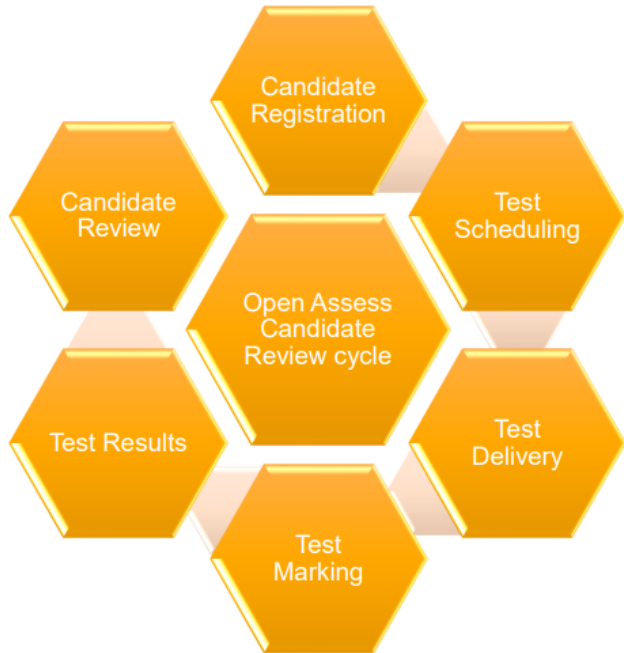 Candidate
Registration
Test
Scheduling
Test
Delivery
Test
Marking
Test Results
Candidate
Review
Open Assess
Candidate
Review cycle